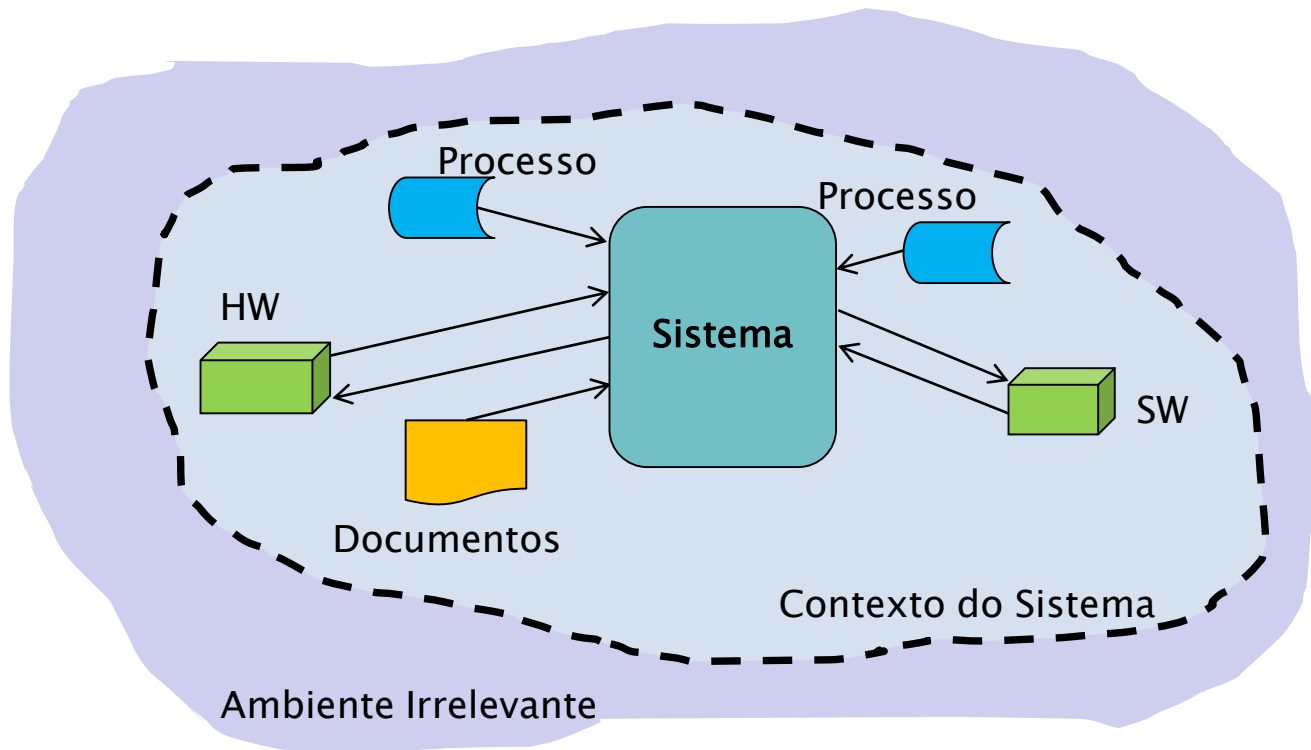 Processo
Processo
HW
Sistema
SW
Documentos
Contexto do Sistema
Ambiente Irrelevante